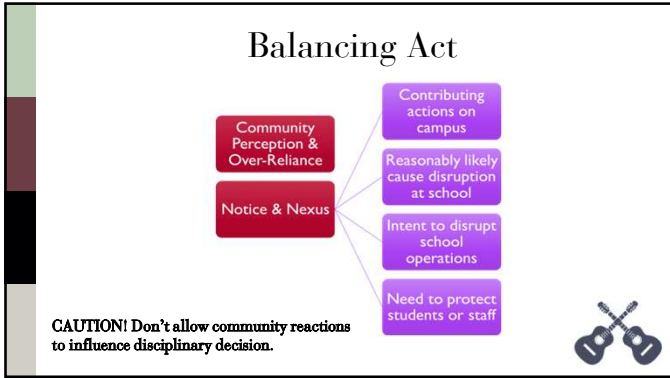 Balancing Act
Community
Perception &
Over-Reliance
Notice & Nexus
Contributing
actions on
campus
Reasonably likely
cause disruption
at school
Intent to disrupt
school
operations
Need to protect
students or staff
CAUTION! Don't allow community reactions
to influence disciplinary decision.